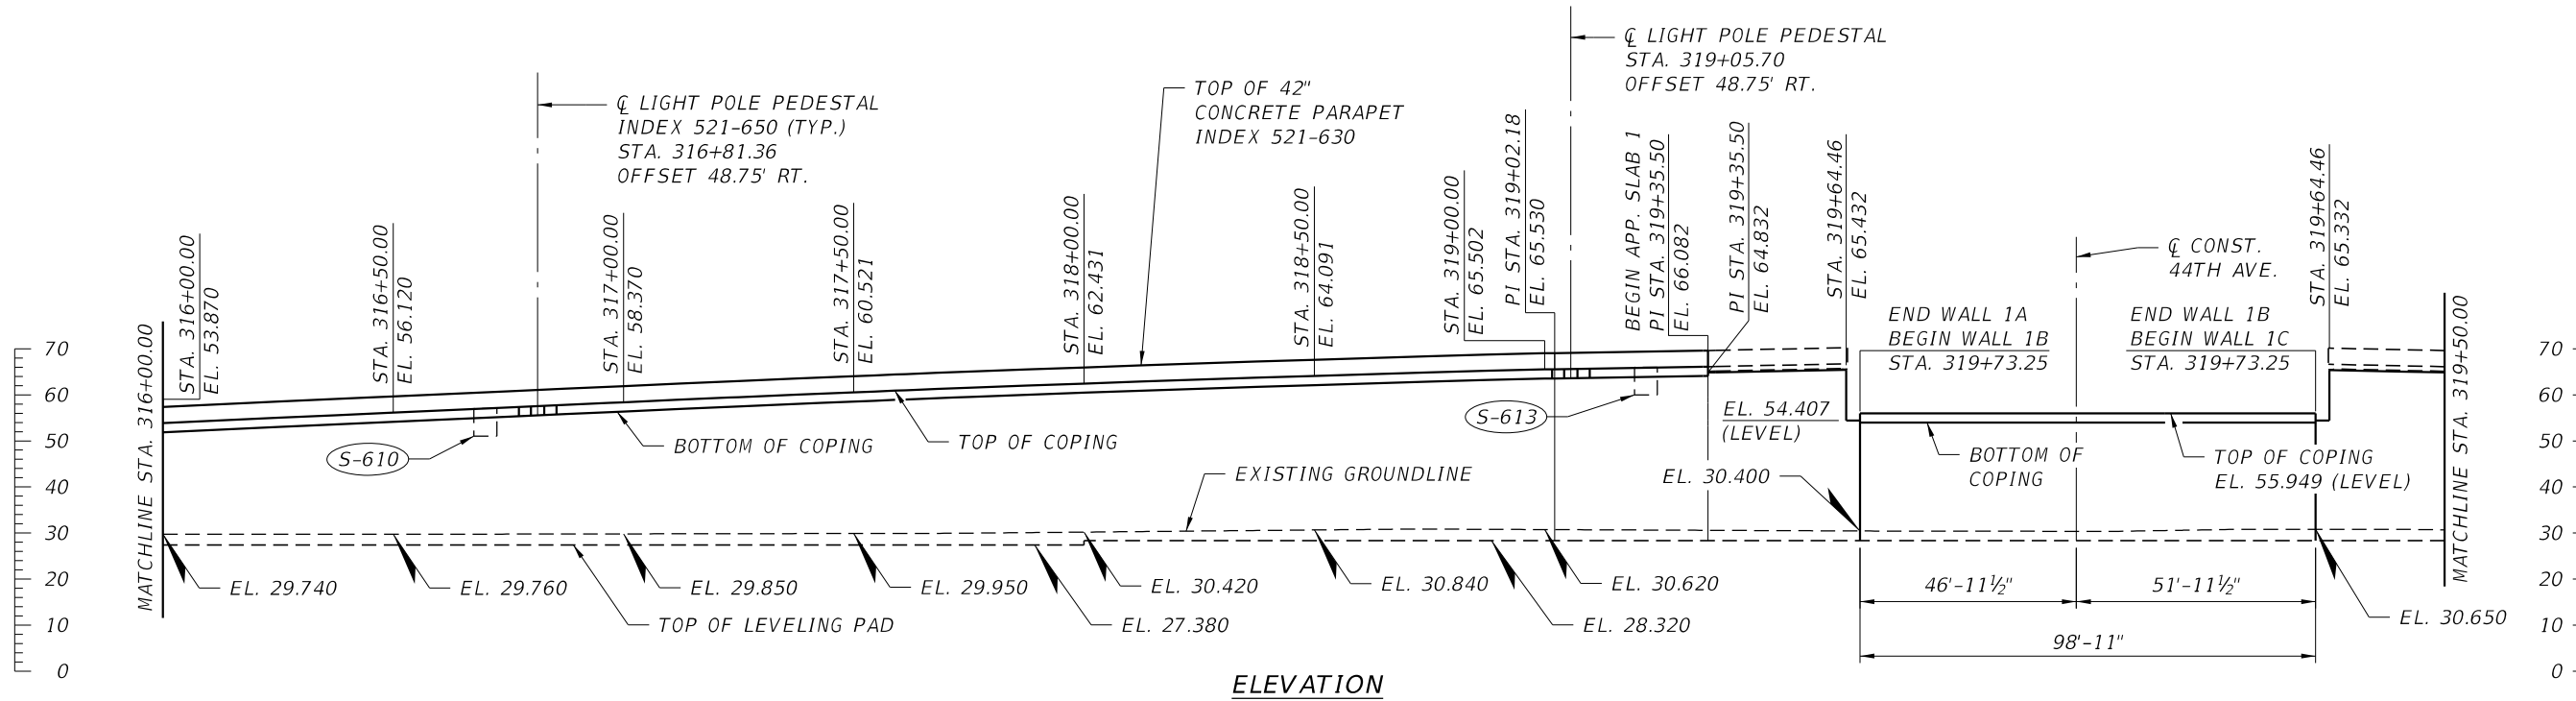 ℄ LIGHT POLE PEDESTAL
INDEX 521-650 (TYP.)
STA. 316+81.36
OFFSET 48.75' RT.
TOP OF 42"
CONCRETE PARAPET
INDEX 521-630
℄ LIGHT POLE PEDESTAL
STA. 319+05.70
OFFSET 48.75' RT.
MATCHLINE STA. 316+00.00
STA. 316+00.00
EL. 53.870
STA. 316+50.00
EL. 56.120
STA. 317+00.00
EL. 58.370
STA. 317+50.00
EL. 60.521
STA. 318+00.00
EL. 62.431
STA. 318+50.00
EL. 64.091
STA. 319+00.00
EL. 65.502
PI STA. 319+02.18
EL. 65.530
BEGIN APP. SLAB 1
PI STA. 319+35.50
EL. 66.082
PI STA. 319+35.50
EL. 64.832
STA. 319+64.46
EL. 65.432
℄ CONST.
44TH AVE.
STA. 319+64.46
EL. 65.332
MATCHLINE STA. 319+50.00
END WALL 1A
BEGIN WALL 1B
STA. 319+73.25
END WALL 1B
BEGIN WALL 1C
STA. 319+73.25
70
60
50
40
30
20
10
0
S-610
BOTTOM OF COPING
TOP OF COPING
S-613
EL. 54.407
(LEVEL)
BOTTOM OF
COPING
TOP OF COPING
EL. 55.949 (LEVEL)
EXISTING GROUNDLINE
EL. 30.400
EL. 29.740
EL. 29.760
EL. 29.850
EL. 29.950
EL. 30.420
EL. 30.840
EL. 30.620
TOP OF LEVELING PAD
EL. 27.380
EL. 28.320
46'-11½"
51'-11½"
98'-11"
EL. 30.650
70
60
50
40
30
20
10
0
ELEVATION